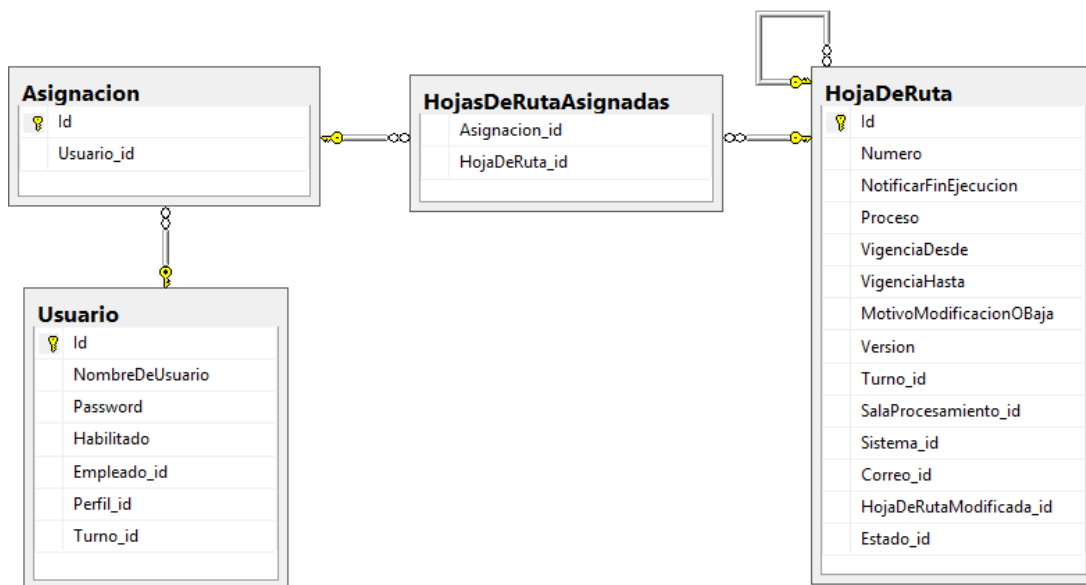 Asignacion
Id
Usuario_id
HojasDeRutaAsignadas
Asignacion_id
HojaDeRuta_id
HojaDeRuta
Id
Numero
NotificarFinEjecucion
Proceso
VigenciaDesde
VigenciaHasta
MotivoModificacionOBaja
Version
Turno_id
SalaProcesamiento_id
Sistema_id
Correo_id
HojaDeRutaModificada_id
Estado_id
Usuario
Id
NombreDeUsuario
Password
Habilitado
Empleado_id
Perfil_id
Turno_id